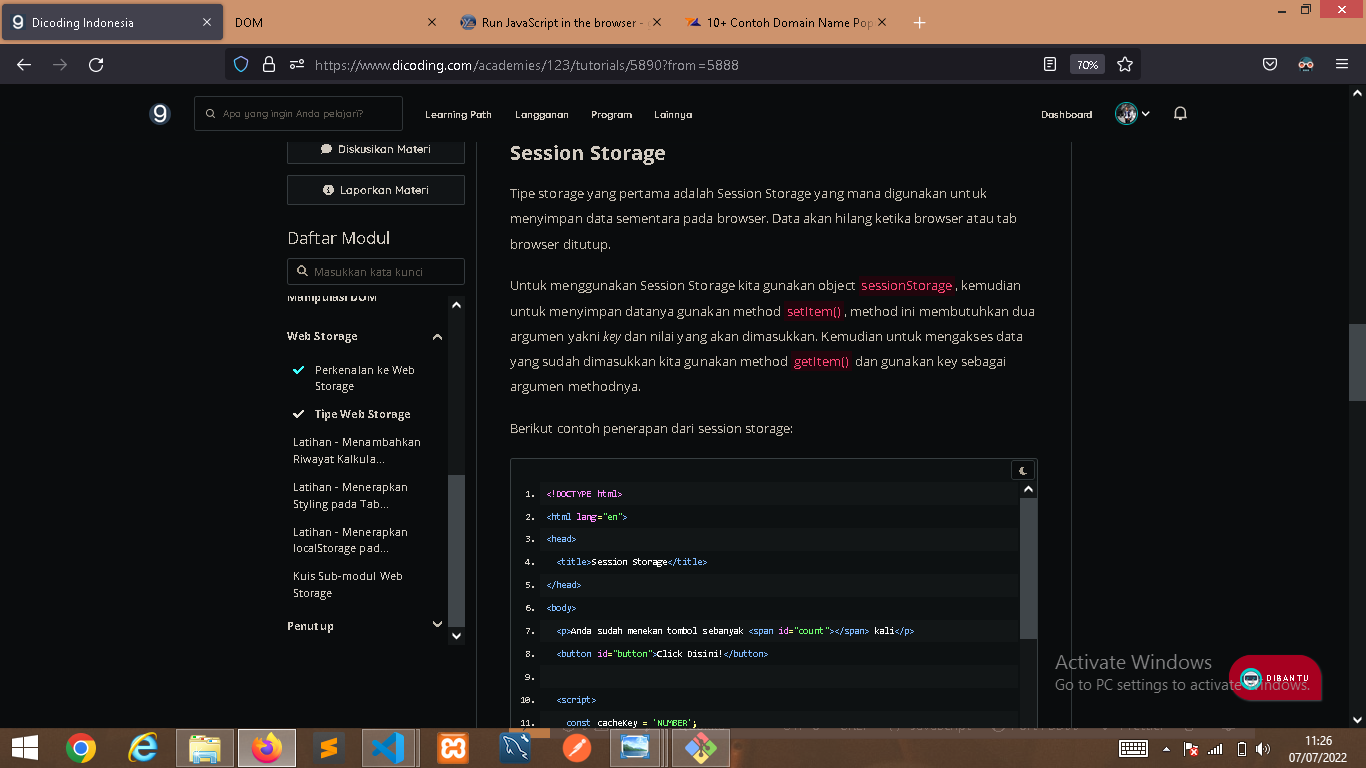 Dicoding Indonesia
DOM
Run JavaScript in the browser -
10+ Contoh Domain Name Pop
https://www.dicoding.com/academies/123/tutorials/5890?from=5888
70%
Apa yang ingin Anda pelajari?
Learning Path
Langganan
Program
Lainnya
Dashboard
Diskusikan Materi
Laporkan Materi
Daftar Modul
Masukkan kata kunci
Manipulasi DOM
Web Storage
Perkenalan ke Web
Storage
Tipe Web Storage
Latihan - Menambahkan
Riwayat Kalkula...
Latihan - Menerapkan
Styling pada Tab...
Latihan - Menerapkan
localStorage pad...
Kuis Sub-modul Web
Storage
Penutup
Session Storage
Tipe storage yang pertama adalah Session Storage yang mana digunakan untuk
menyimpan data sementara pada browser. Data akan hilang ketika browser atau tab
browser ditutup.
Untuk menggunakan Session Storage kita gunakan object sessionStorage, kemudian
untuk menyimpan datanya gunakan method setItem(), method ini membutuhkan dua
argumen yakni key dan nilai yang akan dimasukkan. Kemudian untuk mengakses data
yang sudah dimasukkan kita gunakan method getItem() dan gunakan key sebagai
argumen methodnya.
Berikut contoh penerapan dari session storage:
1. <!DOCTYPE html>
2. <html lang="en">
3. <head>
4. <title>Session Storage</title>
5. </head>
6. <body>
7. <p>Anda sudah menekan tombol sebanyak <span id="count"></span> kali</p>
8. <button id="button">Click Disini!</button>
9.
10. <script>
11. const cacheKey = 'NUMBER';
Activate Windows
Go to PC settings to activate Windows.
DIBANTU
11:26
07/07/2022